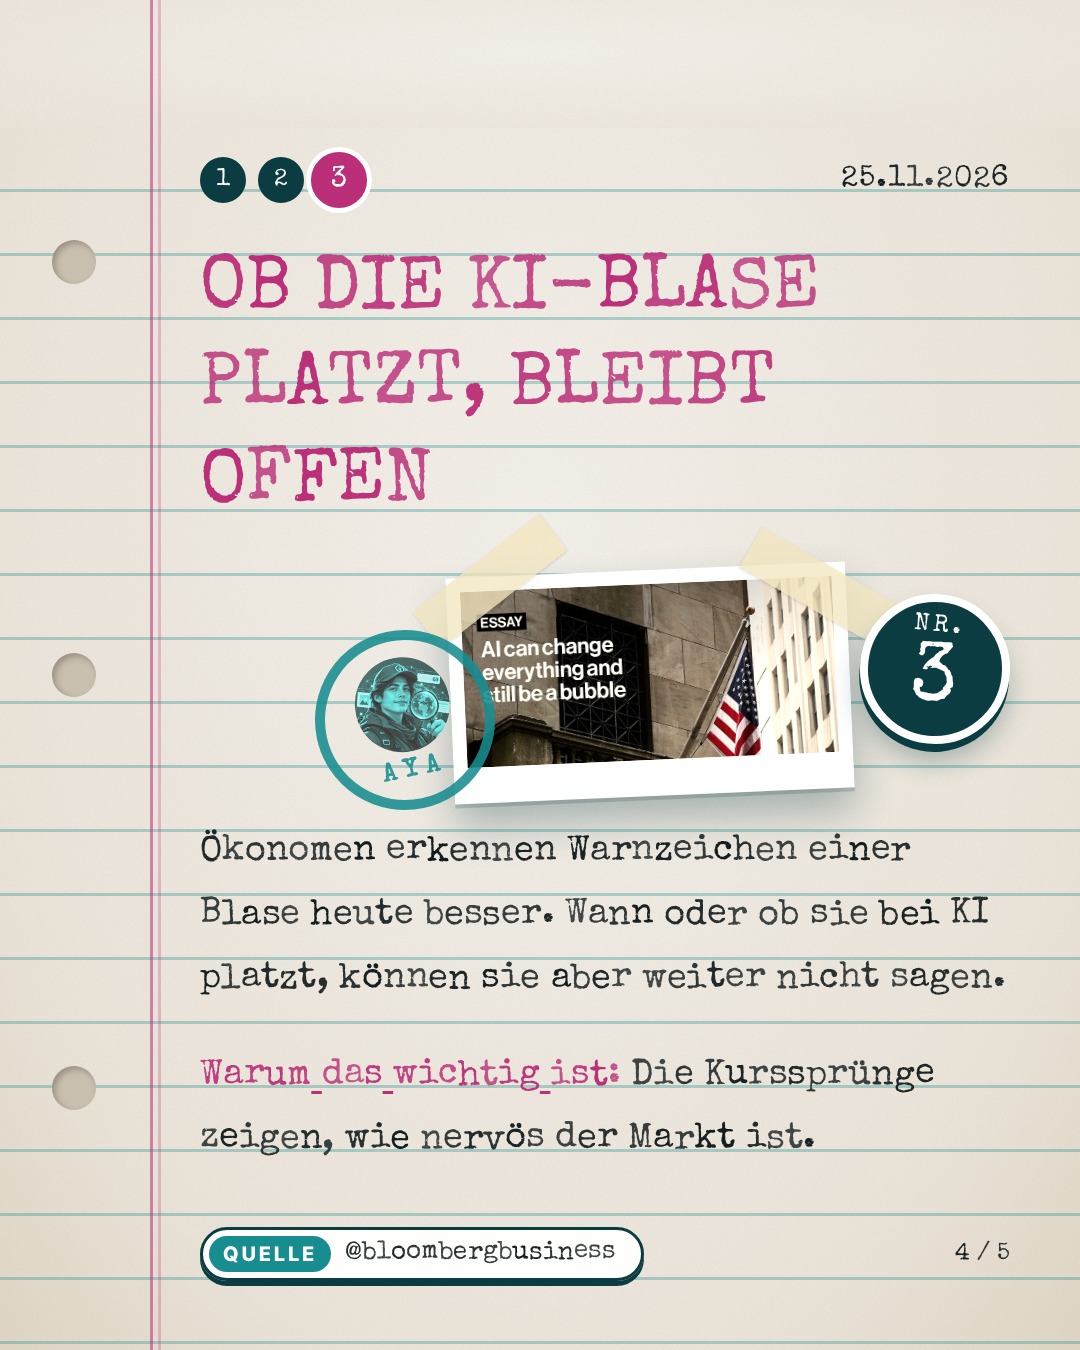 1 2 3
25.11.2026
OB DIE KI-BLASE
PLATZT, BLEIBT
OFFEN
ESSAY
AI can change
everything and
still be a bubble
NR.
3
AYA
Ökonomen erkennen Warnzeichen einer
Blase heute besser. Wann oder ob sie bei KI
platzt, können sie aber weiter nicht sagen.
Warum das wichtig ist: Die Kurssprünge
zeigen, wie nervös der Markt ist.
QUELLE @bloombergbusiness
4 / 5